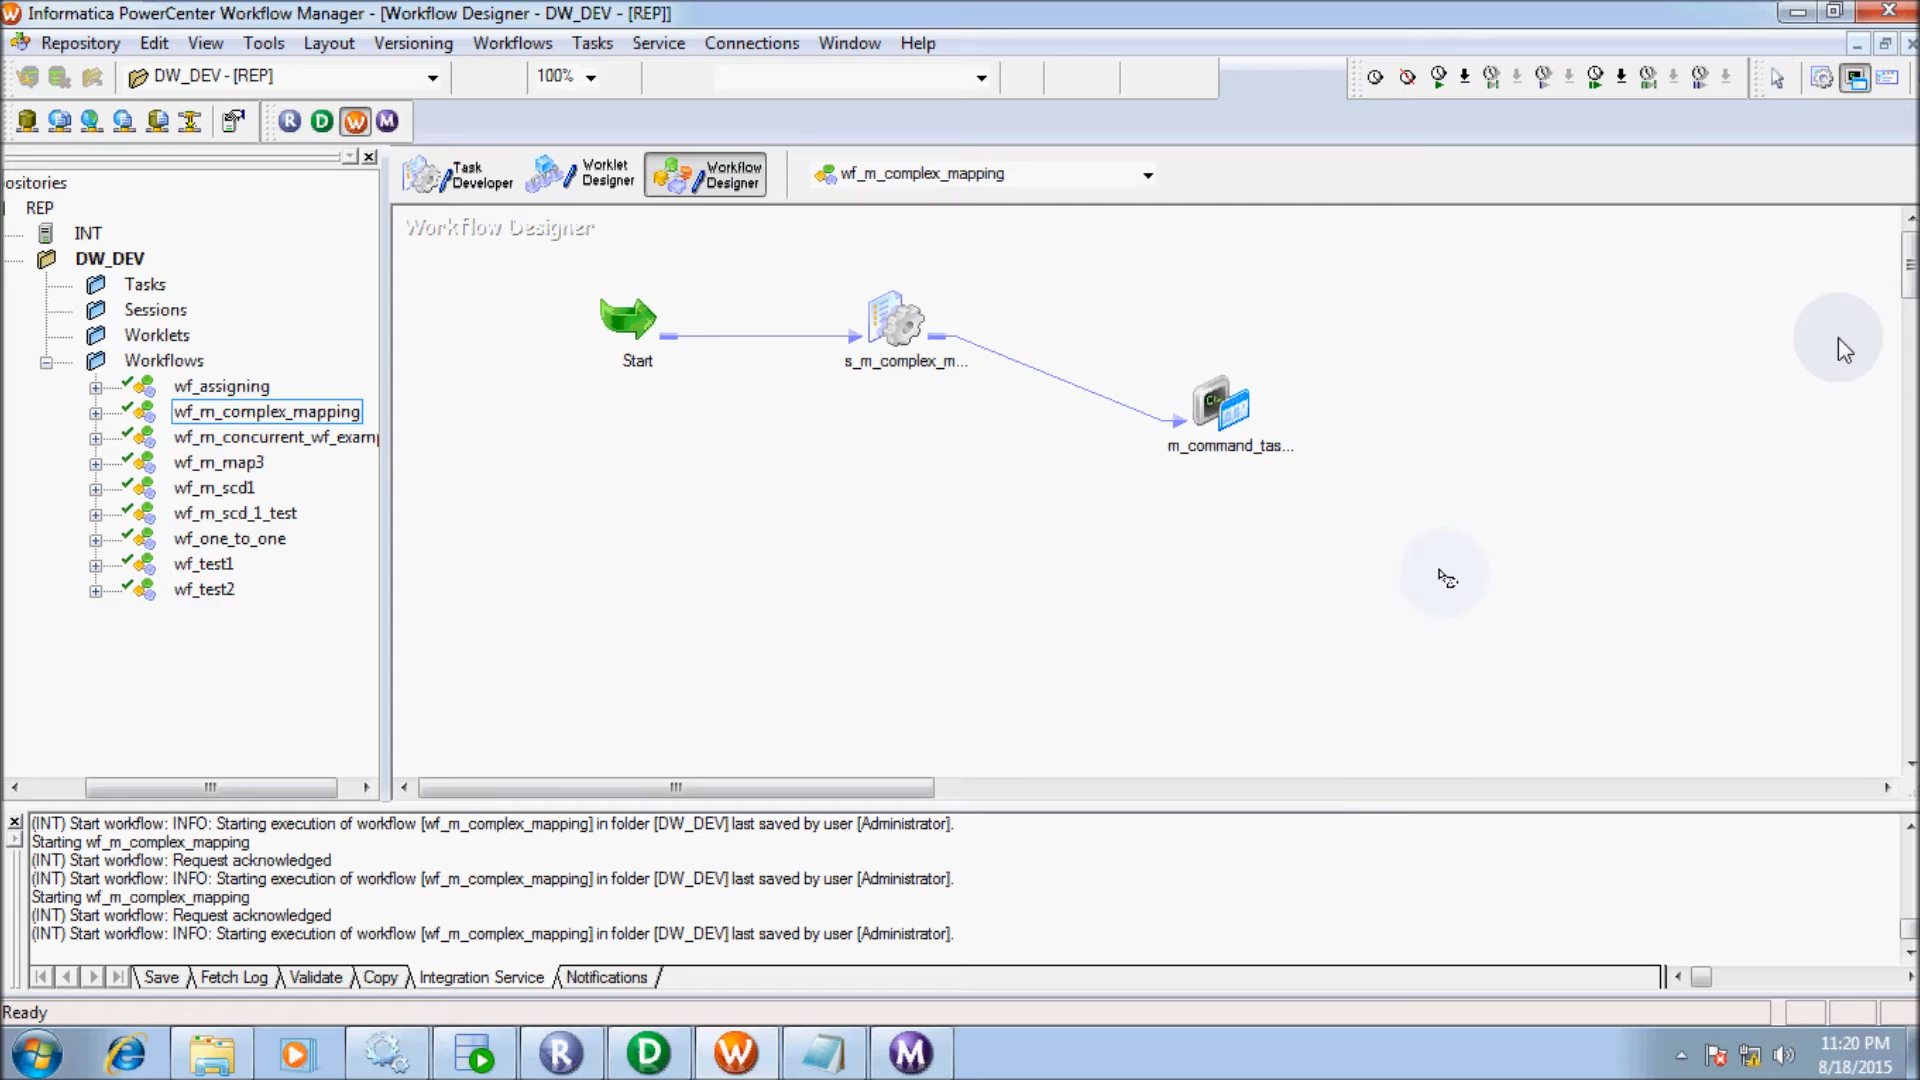 Informatica PowerCenter Workflow Manager - [Workflow Designer - DW_DEV - [REP]]
Repository Edit View Tools Layout Versioning Workflows Tasks Service Connections Window Help
DW_DEV - [REP] 100%
R D W M
Task Developer
Worklet Designer
Workflow Designer
wf_m_complex_mapping
ositories
REP
INT
DW_DEV
Tasks
Sessions
Worklets
Workflows
wf_assigning
wf_m_complex_mapping
wf_m_concurrent_wf_examp
wf_m_map3
wf_m_scd1
wf_m_scd_1_test
wf_one_to_one
wf_test1
wf_test2
Workflow Designer
Start
s_m_complex_m...
m_command_tas...
(INT) Start workflow: INFO: Starting execution of workflow [wf_m_complex_mapping] in folder [DW_DEV] last saved by user [Administrator].
Starting wf_m_complex_mapping
(INT) Start workflow: Request acknowledged
(INT) Start workflow: INFO: Starting execution of workflow [wf_m_complex_mapping] in folder [DW_DEV] last saved by user [Administrator].
Starting wf_m_complex_mapping
(INT) Start workflow: Request acknowledged
(INT) Start workflow: INFO: Starting execution of workflow [wf_m_complex_mapping] in folder [DW_DEV] last saved by user [Administrator].
Save Fetch Log Validate Copy Integration Service Notifications
Ready
R D W M
11:20 PM
8/18/2015